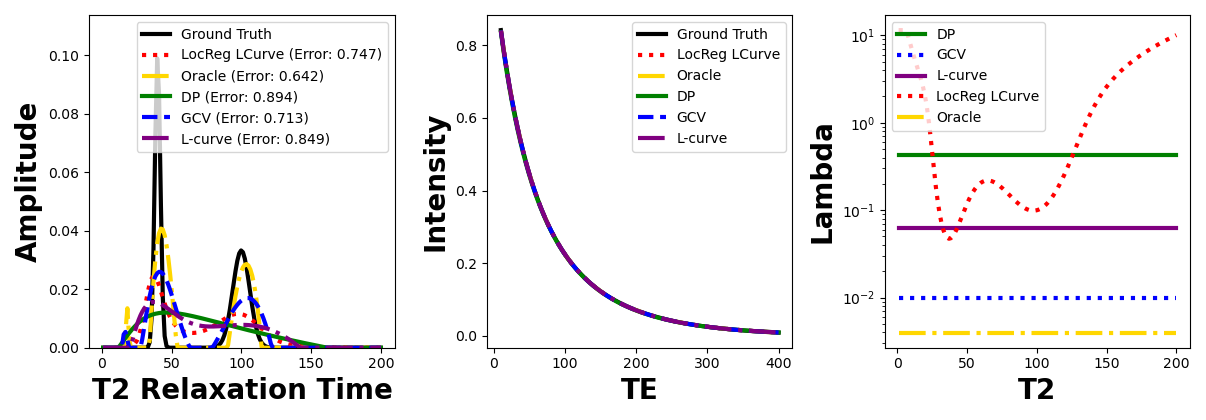 Amplitude
0.10
0.08
0.06
0.04
0.02
0.00
0
50
100
150
200
T2 Relaxation Time
Ground Truth
LocReg LCurve (Error: 0.747)
Oracle (Error: 0.642)
DP (Error: 0.894)
GCV (Error: 0.713)
L-curve (Error: 0.849)
Intensity
0.8
0.6
0.4
0.2
0.0
0
100
200
300
400
TE
Ground Truth
LocReg LCurve
Oracle
DP
GCV
L-curve
Lambda
10¹
10⁰
10⁻¹
10⁻²
0
50
100
150
200
T2
DP
GCV
L-curve
LocReg LCurve
Oracle